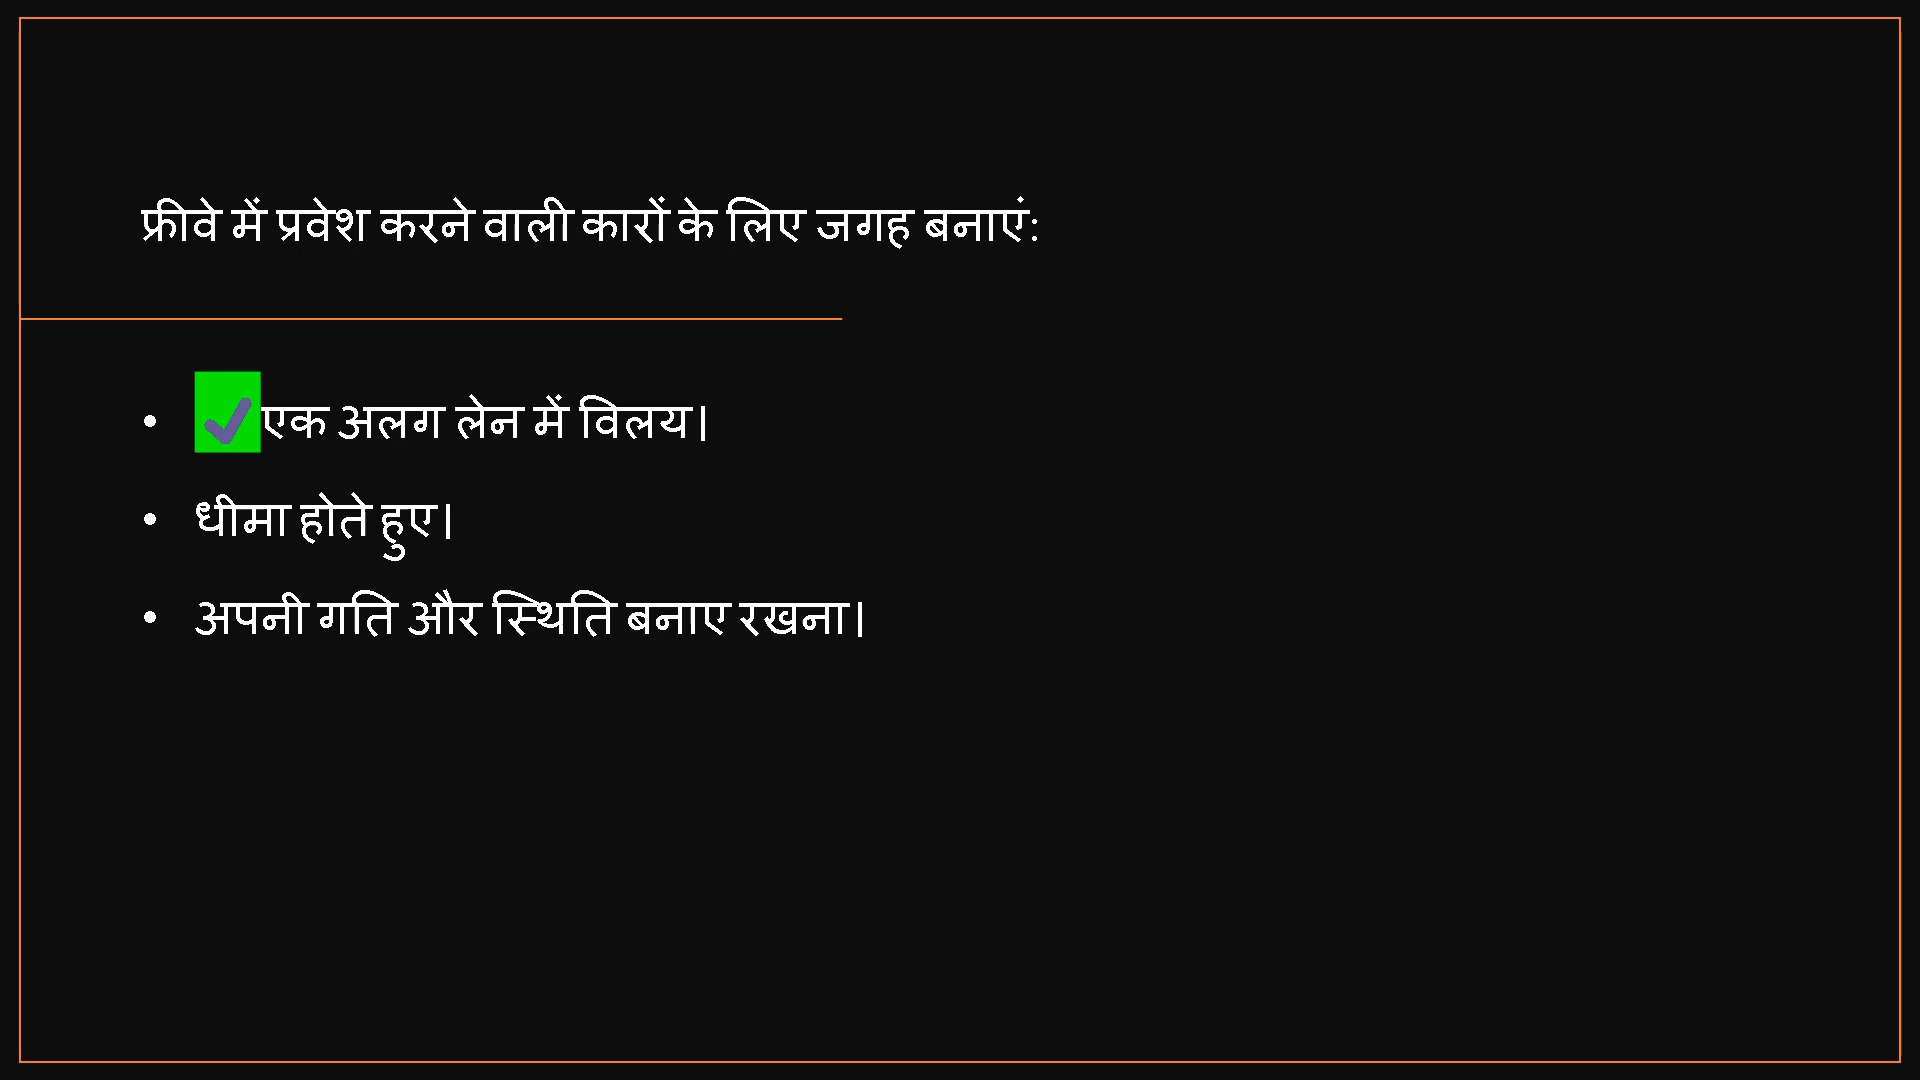 फ्रीवे में प्रवेश करने वाली कारों के लिए जगह बनाएं:
• ✔एक अलग लेन में विलय।
• धीमा होते हुए।
• अपनी गति और स्थिति बनाए रखना।